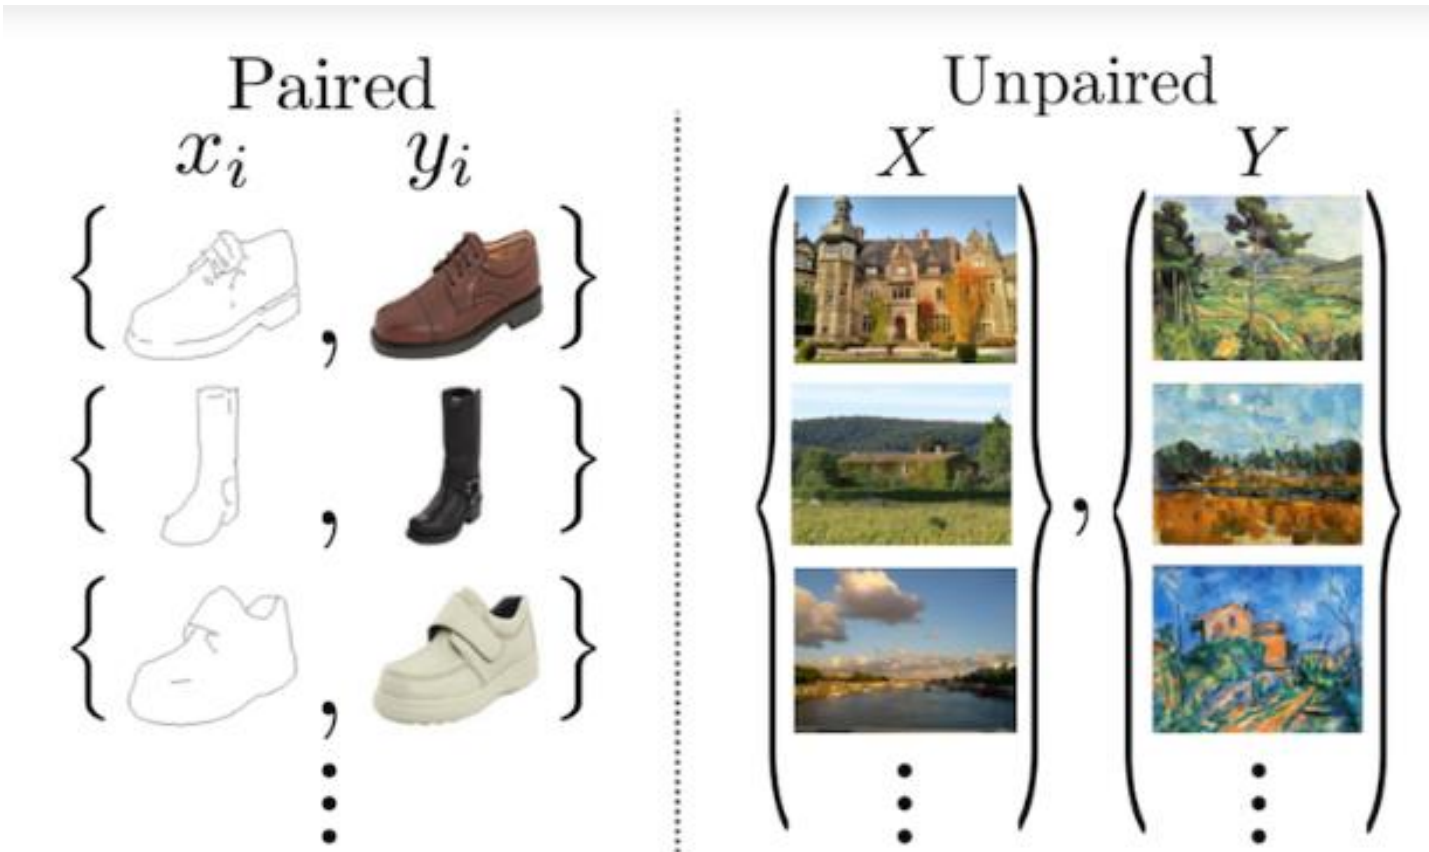 Paired
x_i y_i
{ , }
{ , }
{ , }
⋮
Unpaired
X Y
{ } , { }
⋮ ⋮